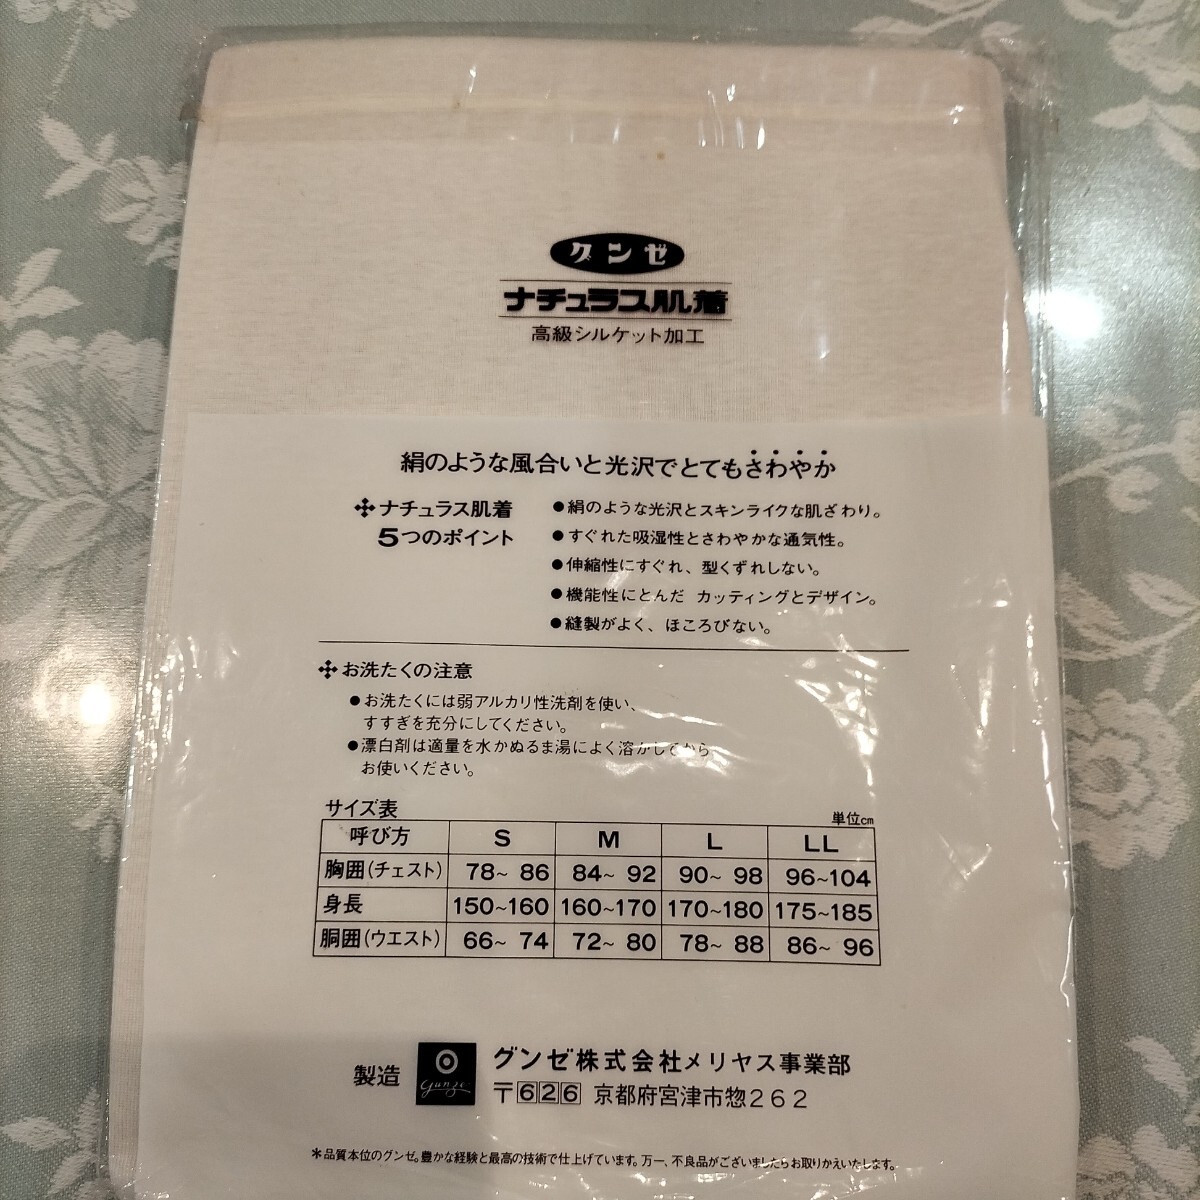 グンゼ
ナチュラス肌着
高級シルケット加工
絹のような風合いと光沢でとてもさわやか
ナチュラス肌着
5つのポイント
●絹のような光沢とスキンライクな肌ざわり。
●すぐれた吸湿性とさわやかな通気性。
●伸縮性にすぐれ、型くずれしない。
●機能性にとんだ カッティングとデザイン。
●縫製がよく、ほころびない。
お洗たくの注意
●お洗たくには弱アルカリ性洗剤を使い、
すすぎを充分にしてください。
●漂白剤は適量を水かぬるま湯によく溶かしてから
お使いください。
サイズ表 単位cm
呼び方 S M L LL
胸囲(チェスト) 78~ 86 84~ 92 90~ 98 96~104
身長 150~160 160~170 170~180 175~185
胴囲(ウエスト) 66~ 74 72~ 80 78~ 88 86~ 96
製造 gunze グンゼ株式会社メリヤス事業部
〒626 京都府宮津市惣262
*品質本位のグンゼ。豊かな経験と最高の技術で仕上げています。万一、不良品がございましたらお取りかえいたします。